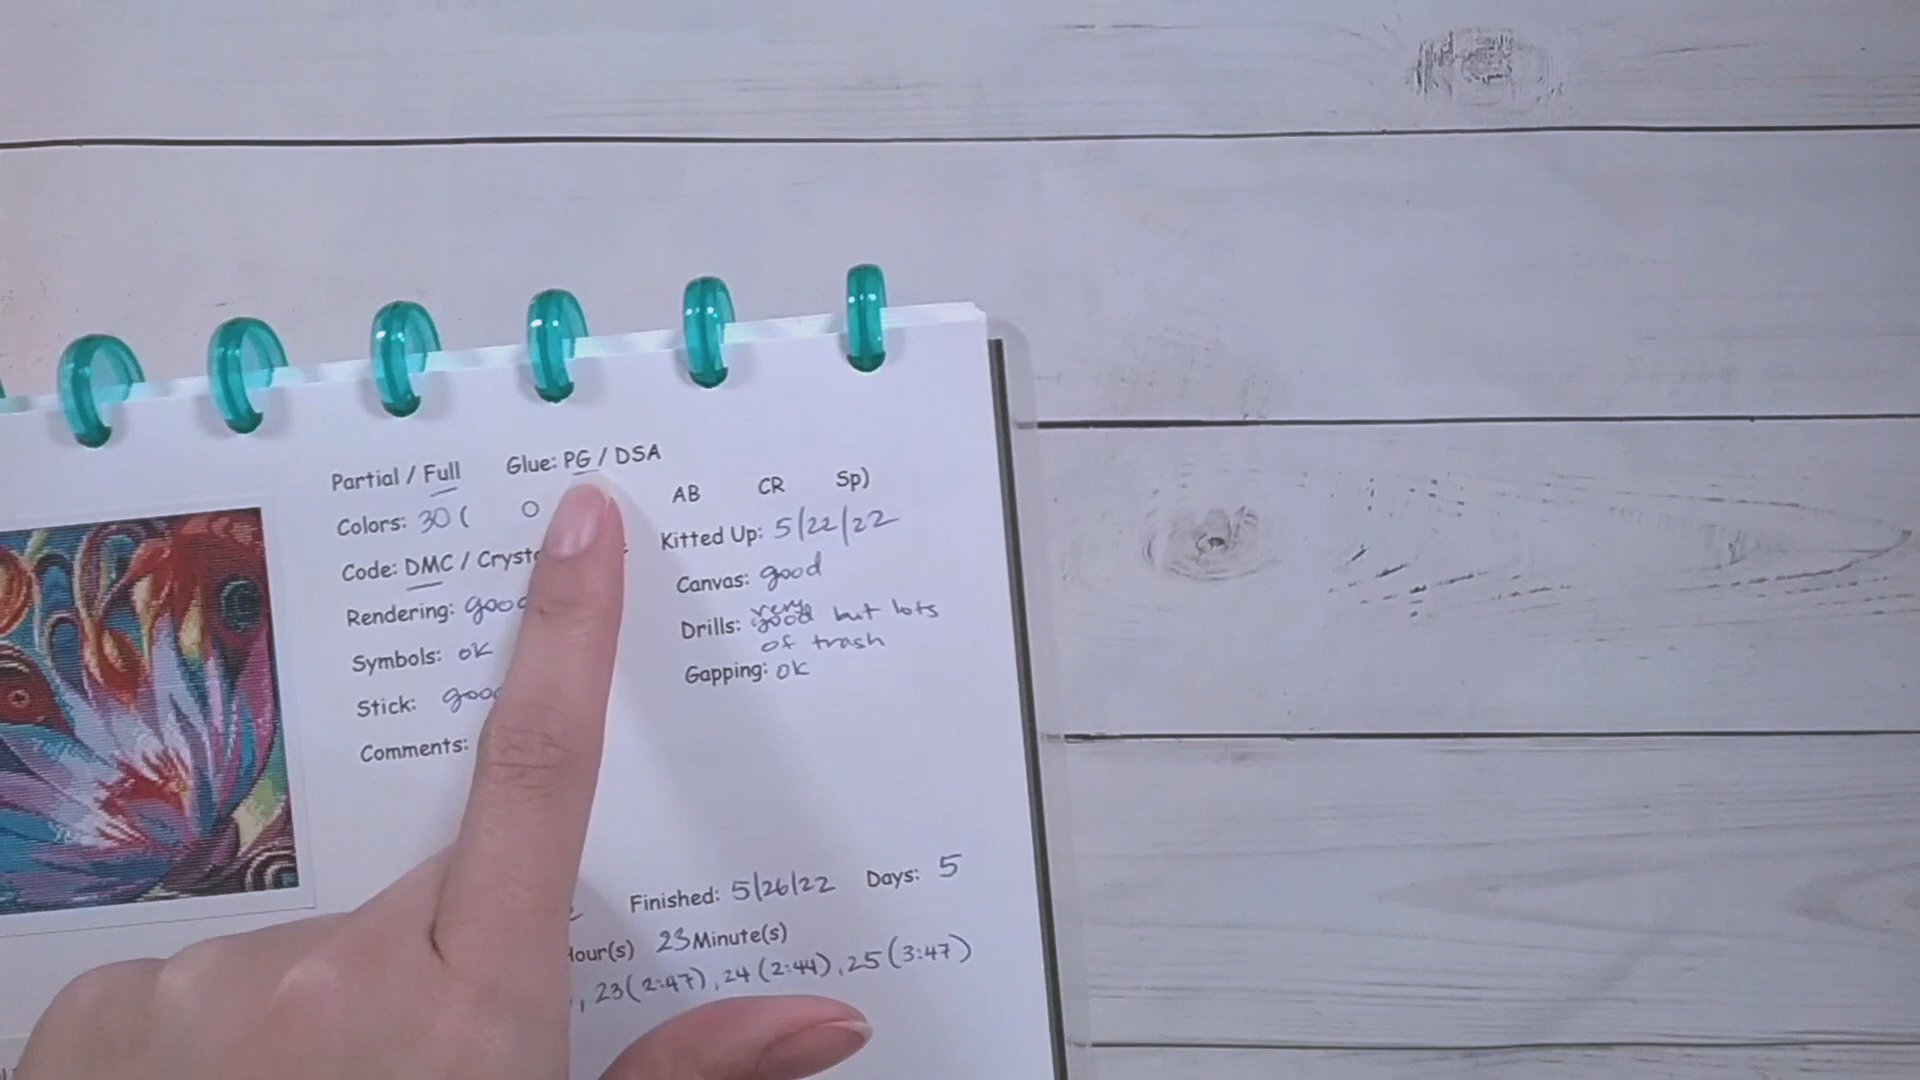 Partial / Full Glue: PG / DSA
Colors: 30 ( O AB CR Sp)
Code: DMC / Kitted Up: 5/22/22
Rendering: good Canvas: good
Symbols: ok Drills: very good but lots of trash
Stick: good Gapping: ok
Comments:
Finished: 5/26/22 Days: 5
Hour(s) 23 Minute(s)
, 23 (2:47), 24 (2:44), 25 (3:47)